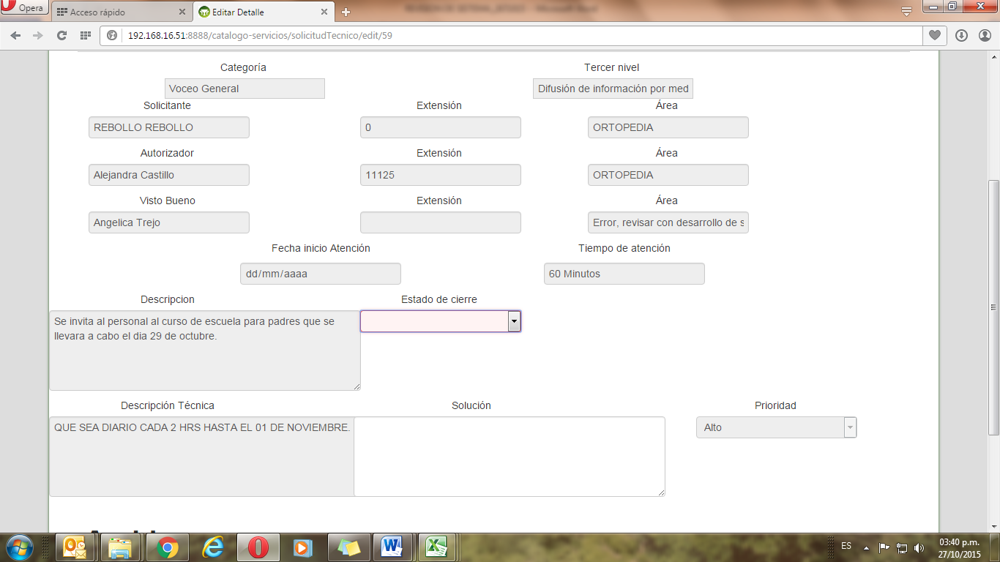 Opera
Acceso rápido
Editar Detalle
192.168.16.51:8888/catalogo-servicios/solicitudTecnico/edit/59
Categoría Tercer nivel
Voceo General Difusión de información por med
Solicitante Extensión Área
REBOLLO REBOLLO 0 ORTOPEDIA
Autorizador Extensión Área
Alejandra Castillo 11125 ORTOPEDIA
Visto Bueno Extensión Área
Angelica Trejo Error, revisar con desarrollo de s
Fecha inicio Atención Tiempo de atención
dd/mm/aaaa 60 Minutos
Descripcion Estado de cierre
Se invita al personal al curso de escuela para padres que se
llevara a cabo el dia 29 de octubre.
Descripción Técnica Solución Prioridad
QUE SEA DIARIO CADA 2 HRS HASTA EL 01 DE NOVIEMBRE. Alto
ES 03:40 p.m.
27/10/2015